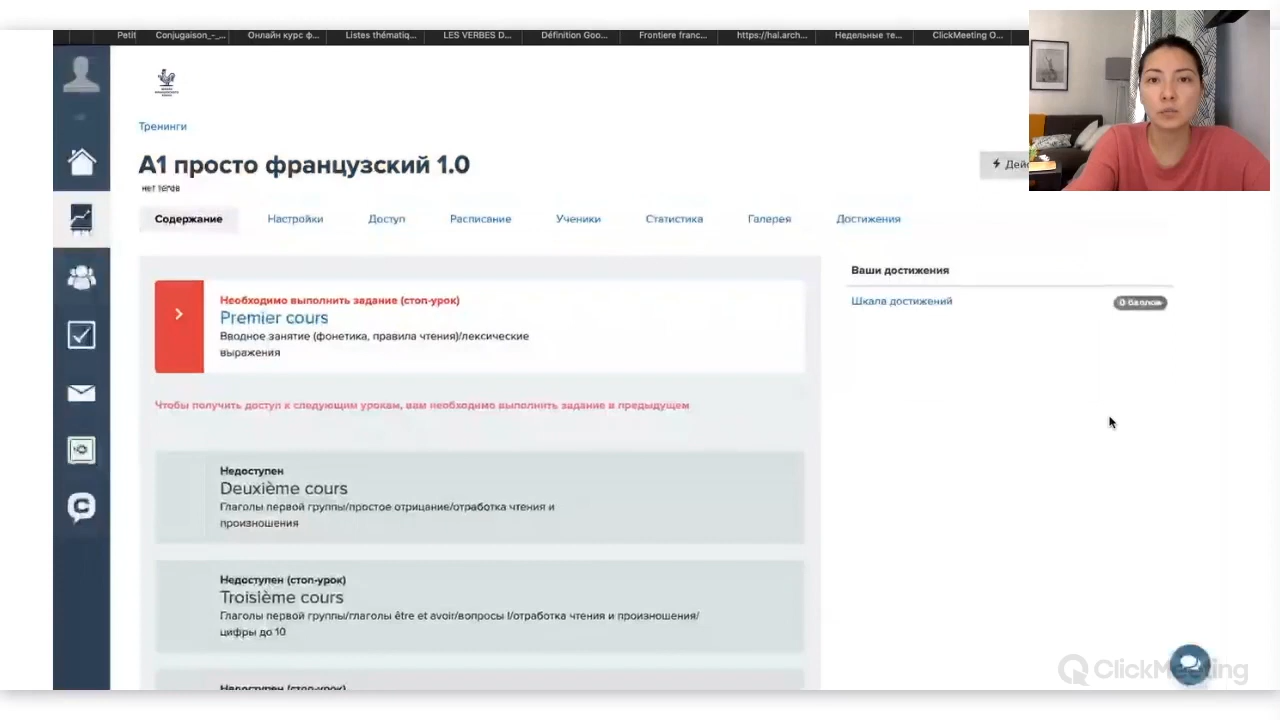 Petit Conjugaison_-_... Онлайн курс ф... Listes thématiq... LES VERBES D... Définition Goo... Frontiere franc... https://hal.arch... Недельные те... ClickMeeting O...
Тренинги
А1 просто французский 1.0
нет тегов
Дейс
Содержание Настройки Доступ Расписание Ученики Статистика Галерея Достижения
Необходимо выполнить задание (стоп-урок)
Premier cours
Вводное занятие (фонетика, правила чтения)/лексические
выражения
Чтобы получить доступ к следующим урокам, вам необходимо выполнить задание в предыдущем
Недоступен
Deuxième cours
Глаголы первой группы/простое отрицание/отработка чтения и
произношения
Недоступен (стоп-урок)
Troisième cours
Глаголы первой группы/глаголы être et avoir/вопросы I/отработка чтения и произношения/
цифры до 10
Недоступен (стоп-урок)
Ваши достижения
Шкала достижений 0 баллов
ClickMeeting